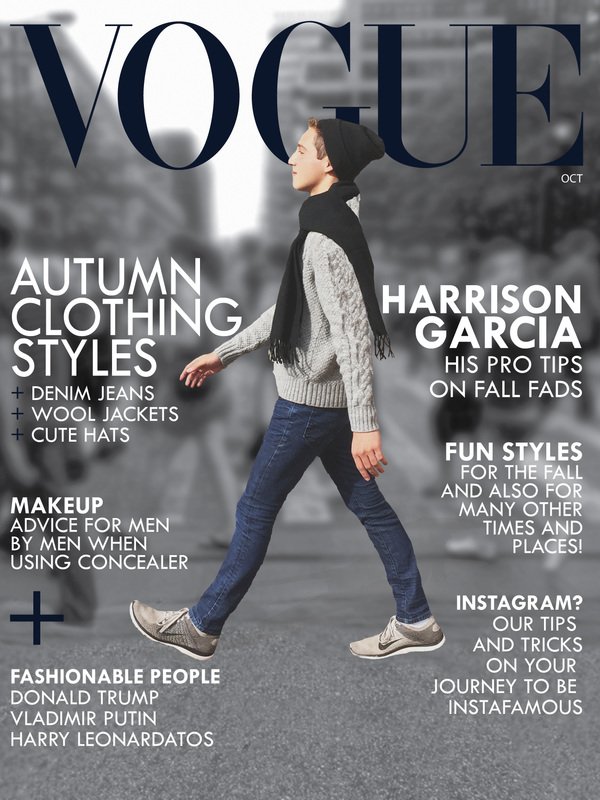 VOGUE
OCT
AUTUMN
CLOTHING
STYLES
+ DENIM JEANS
+ WOOL JACKETS
+ CUTE HATS
HARRISON
GARCIA
HIS PRO TIPS
ON FALL FADS
FUN STYLES
FOR THE FALL
AND ALSO FOR
MANY OTHER
TIMES AND
PLACES!
MAKEUP
ADVICE FOR MEN
BY MEN WHEN
USING CONCEALER
+
FASHIONABLE PEOPLE
DONALD TRUMP
VLADIMIR PUTIN
HARRY LEONARDATOS
INSTAGRAM?
OUR TIPS
AND TRICKS
ON YOUR
JOURNEY TO BE
INSTAFAMOUS